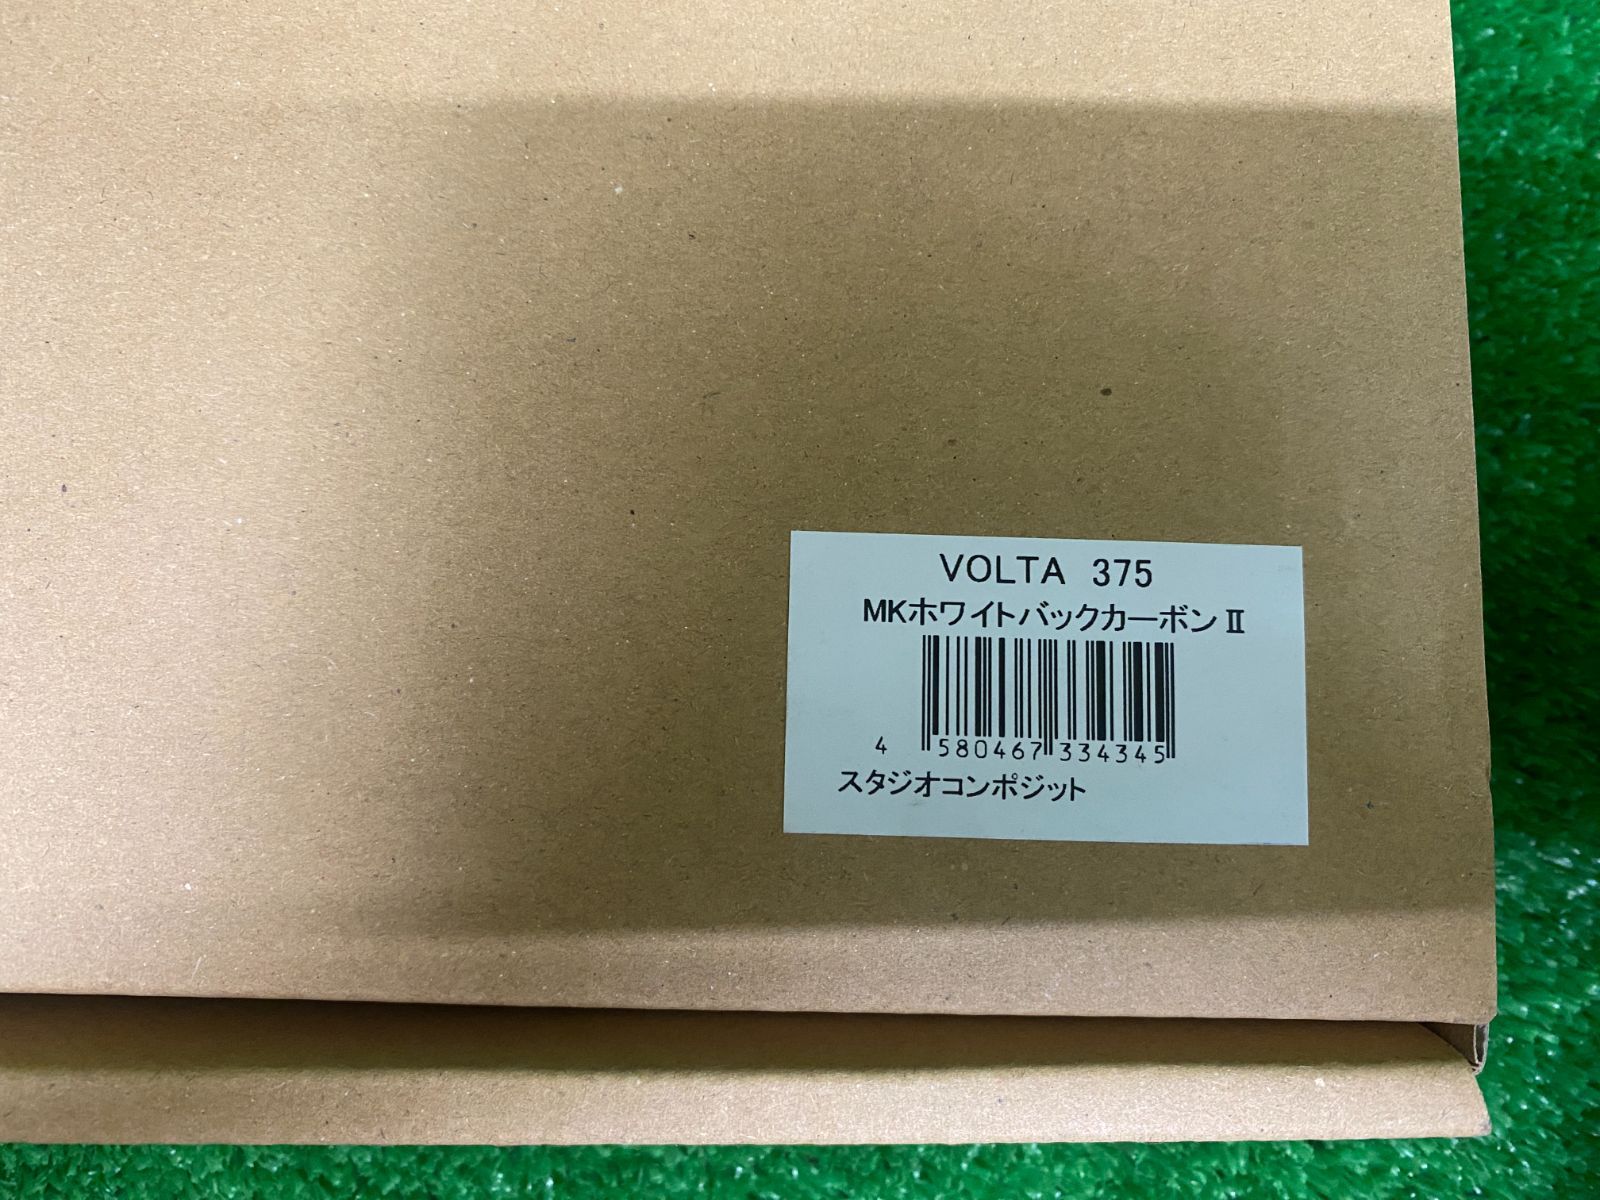 VOLTA 375
MKホワイトバックカーボンⅡ
4 580467 334345
スタジオコンポジット